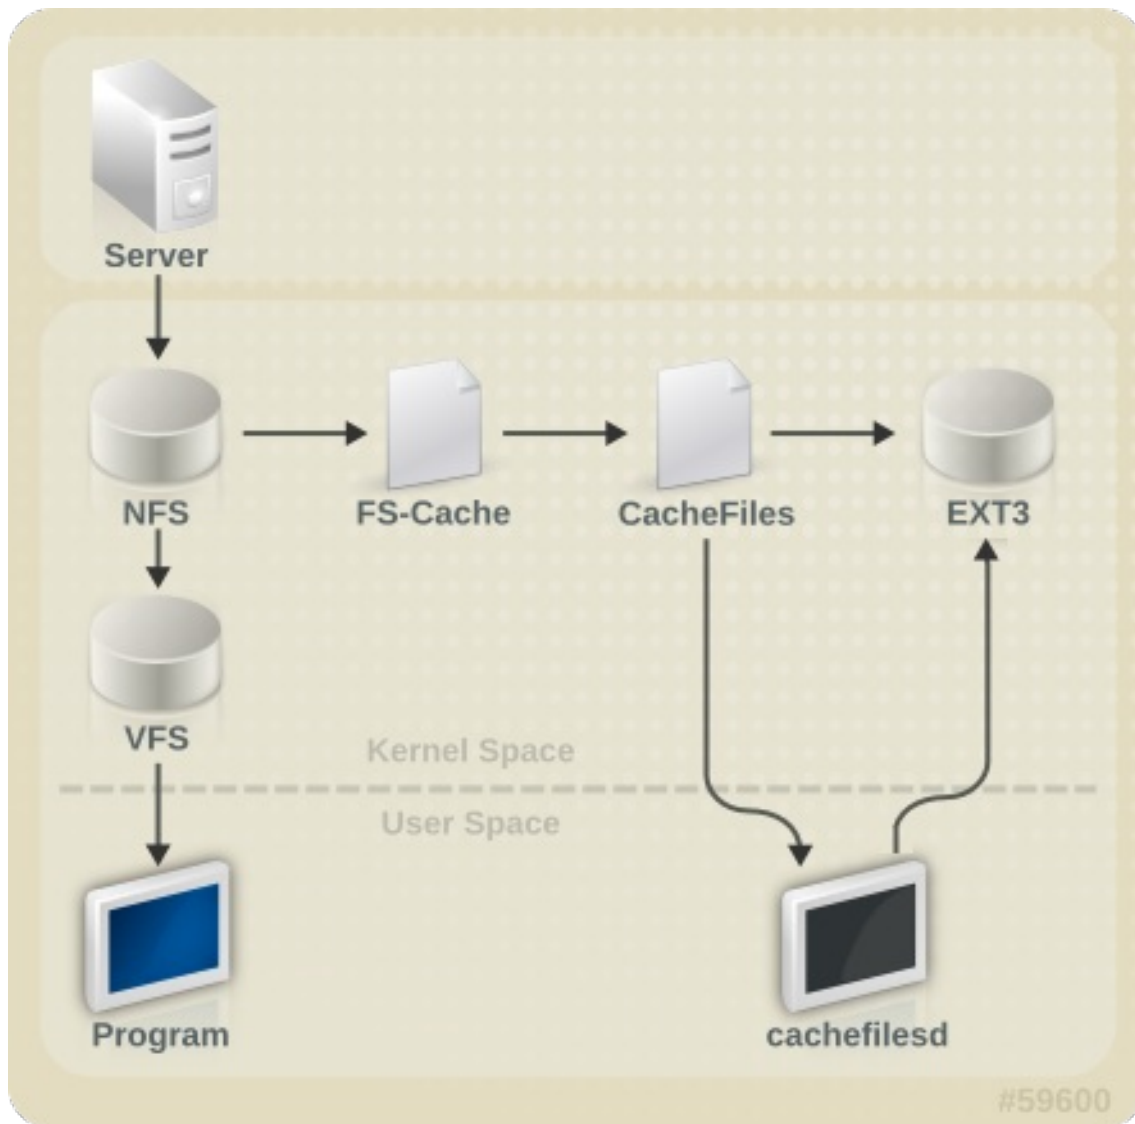 Server
NFS
FS-Cache
CacheFiles
EXT3
VFS
Kernel Space
User Space
Program
cachefilesd
#59600